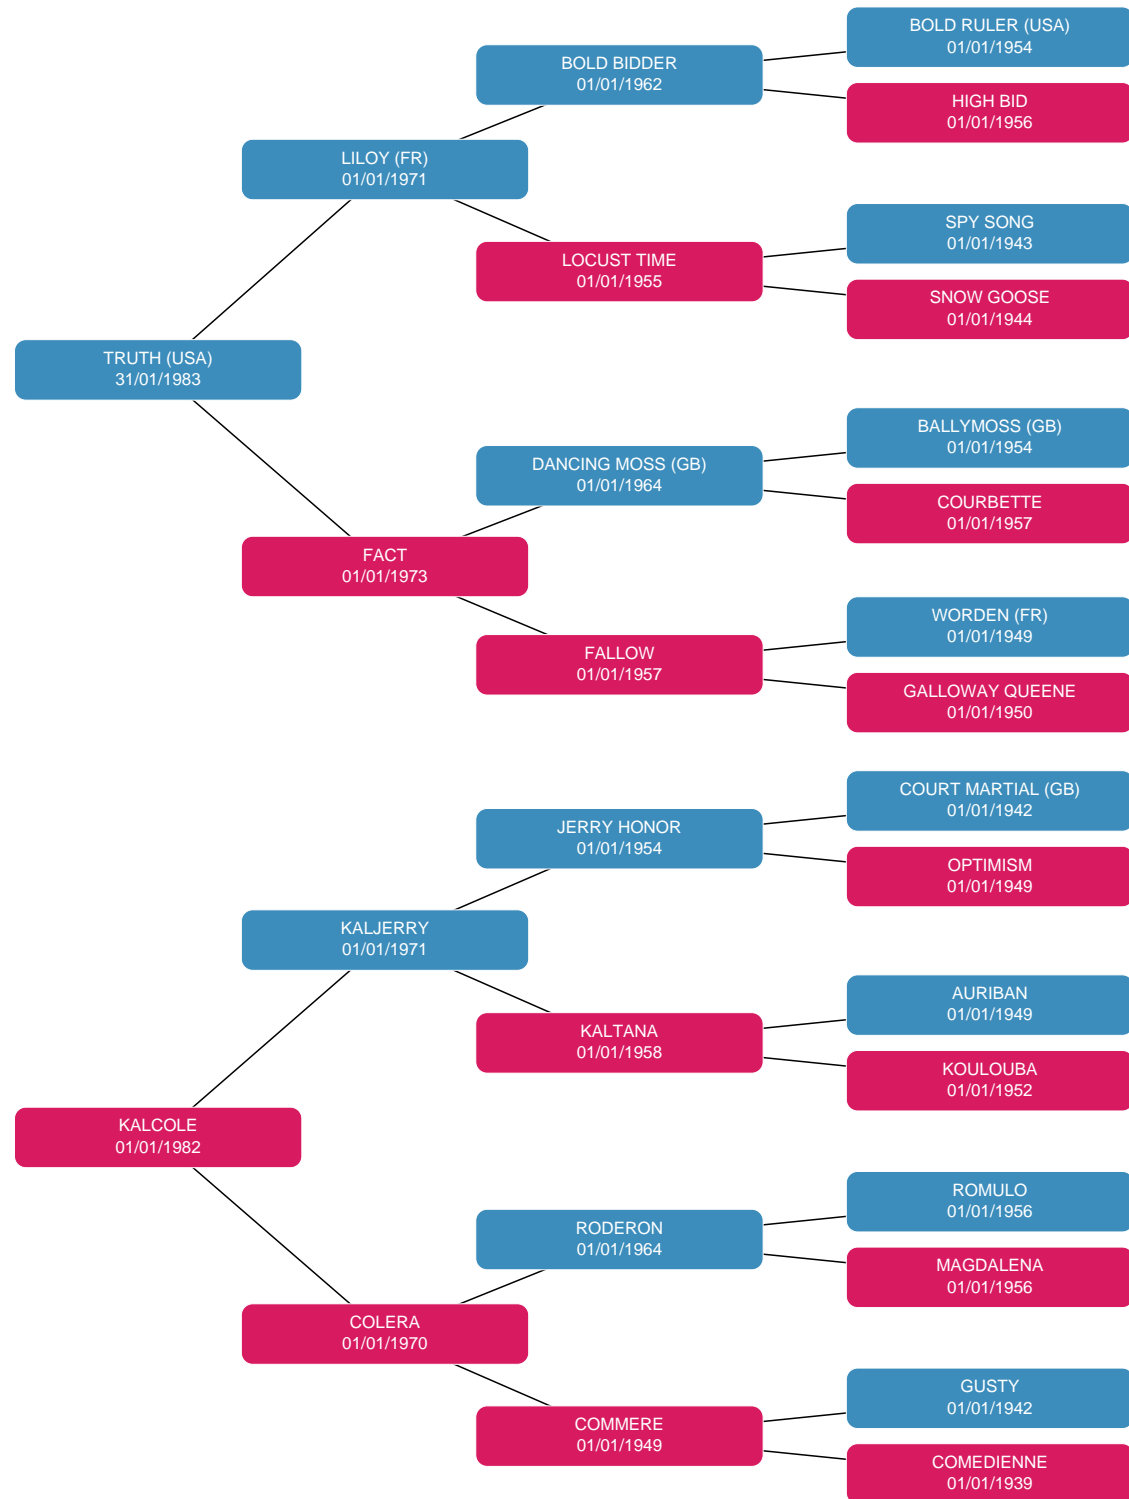 BOLD RULER (USA)
01/01/1954
BOLD BIDDER
01/01/1962
HIGH BID
01/01/1956
LILOY (FR)
01/01/1971
SPY SONG
01/01/1943
LOCUST TIME
01/01/1955
SNOW GOOSE
01/01/1944
TRUTH (USA)
31/01/1983
BALLYMOSS (GB)
01/01/1954
DANCING MOSS (GB)
01/01/1964
COURBETTE
01/01/1957
FACT
01/01/1973
WORDEN (FR)
01/01/1949
FALLOW
01/01/1957
GALLOWAY QUEENE
01/01/1950
COURT MARTIAL (GB)
01/01/1942
JERRY HONOR
01/01/1954
OPTIMISM
01/01/1949
KALJERRY
01/01/1971
AURIBAN
01/01/1949
KALTANA
01/01/1958
KOULOUBA
01/01/1952
KALCOLE
01/01/1982
ROMULO
01/01/1956
RODERON
01/01/1964
MAGDALENA
01/01/1956
COLERA
01/01/1970
GUSTY
01/01/1942
COMMERE
01/01/1949
COMEDIENNE
01/01/1939